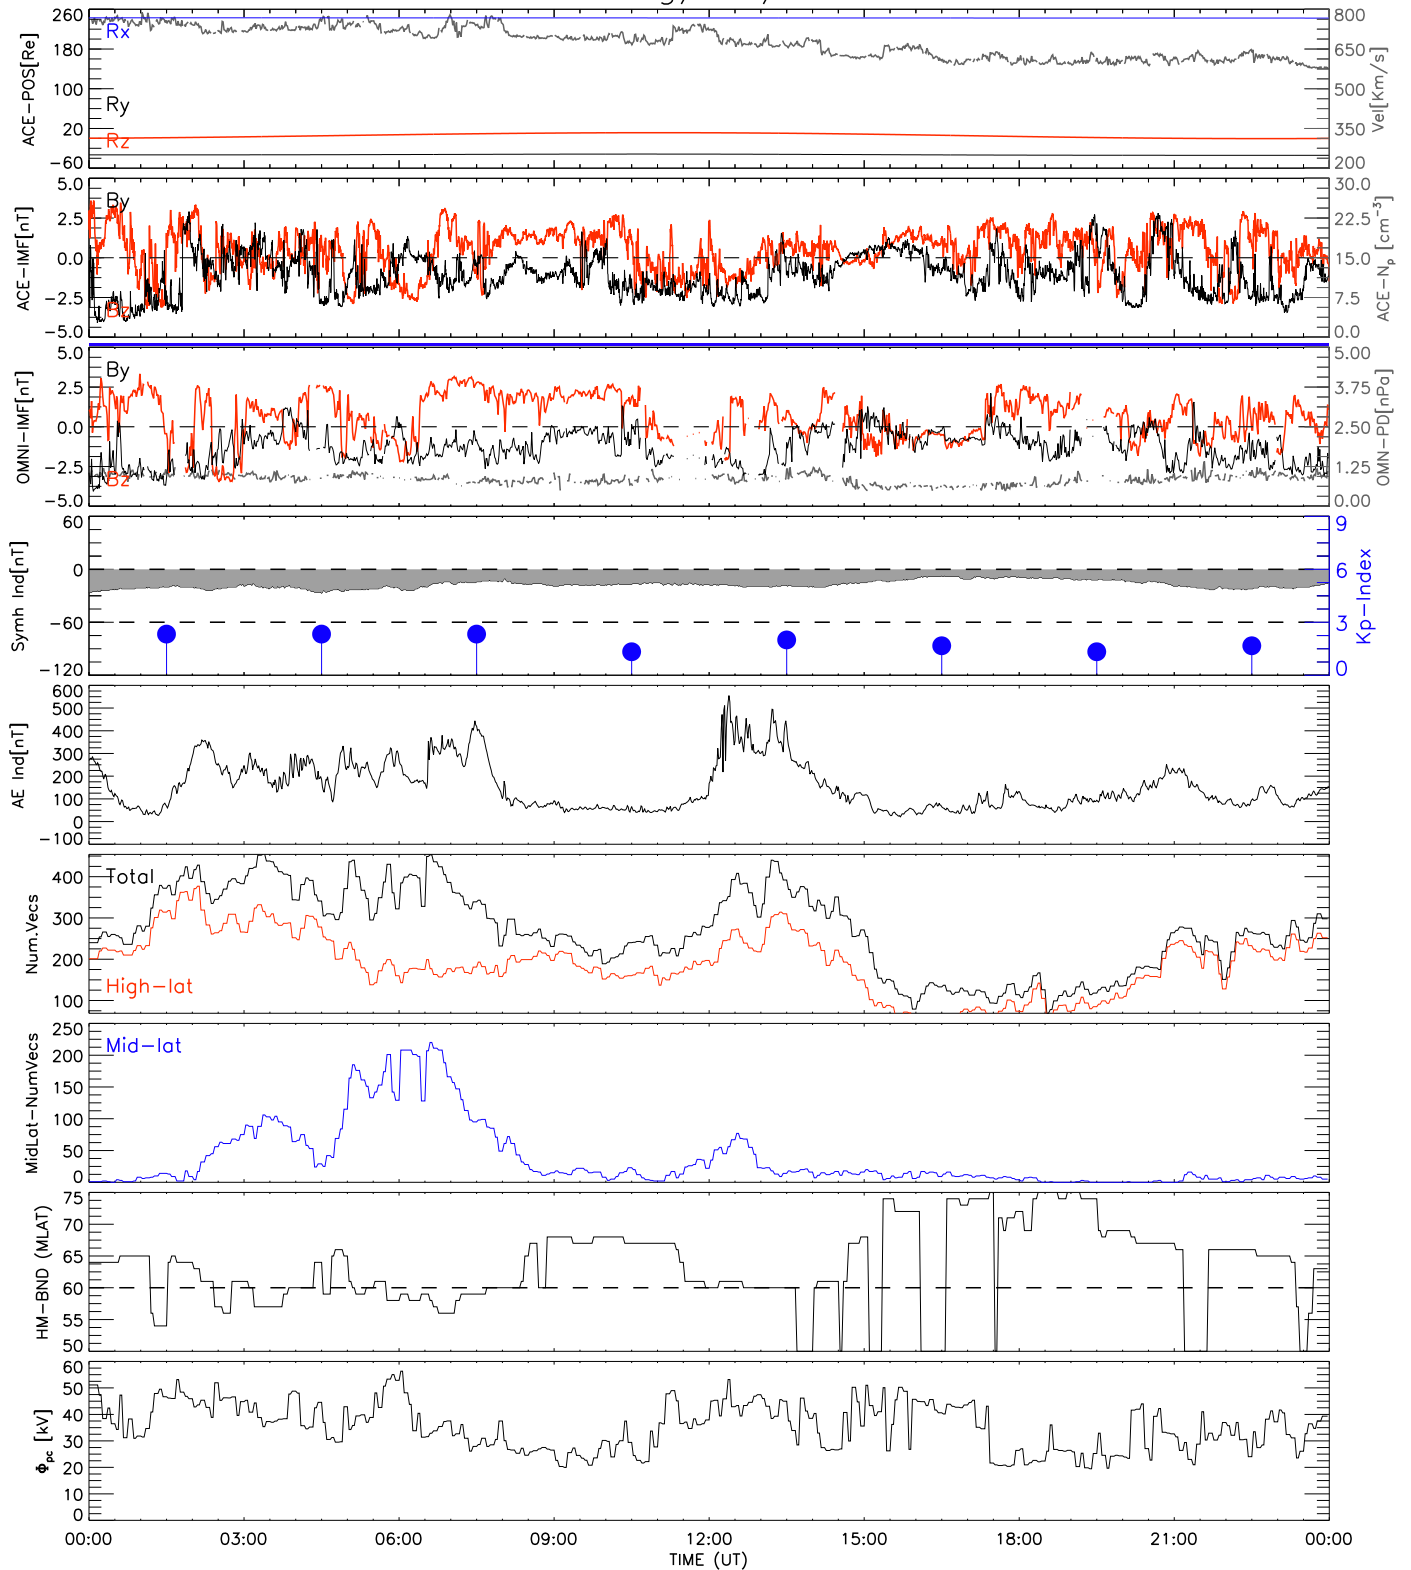 260
180
100
20
−60
ACE−POS[Re]
Rx
Ry
Rz
800
650
500
350
200
Vel[Km/s]
5.0
2.5
0.0
−2.5
−5.0
ACE−IMF[nT]
By
Bz
30.0
22.5
15.0
7.5
0.0
ACE−Np [cm−3]
5.0
2.5
0.0
−2.5
−5.0
OMNI−IMF[nT]
By
Bz
5.00
3.75
2.50
1.25
0.00
OMN−PD[nPa]
60
0
−60
−120
Symh Ind[nT]
9
6
3
0
Kp−Index
600
500
400
300
200
100
0
−100
AE Ind[nT]
400
300
200
100
Num.Vecs
Total
High−lat
250
200
150
100
50
0
MidLat−NumVecs
Mid−lat
75
70
65
60
55
50
HM−BND (MLAT)
60
50
40
30
20
10
0
Φpc [kV]
00:00 03:00 06:00 09:00 12:00 15:00 18:00 21:00 00:00
TIME (UT)